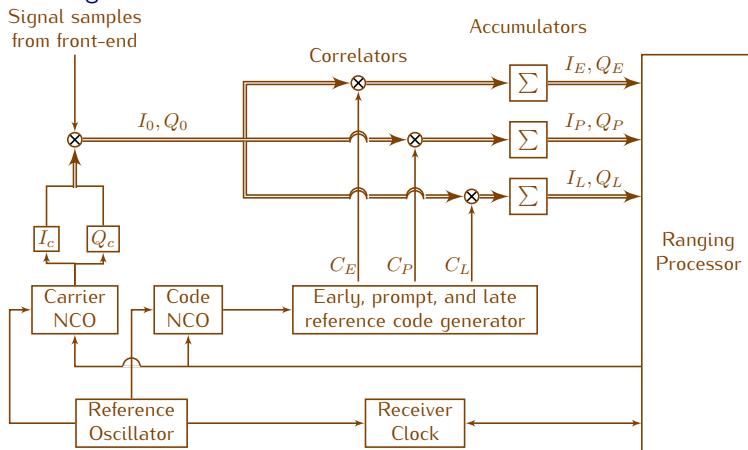 Signal samples
from front-end
Correlators
Accumulators
I_0, Q_0
Σ
I_E, Q_E
Σ
I_P, Q_P
Σ
I_L, Q_L
I_c
Q_c
C_E
C_P
C_L
Ranging
Processor
Carrier
NCO
Code
NCO
Early, prompt, and late
reference code generator
Reference
Oscillator
Receiver
Clock